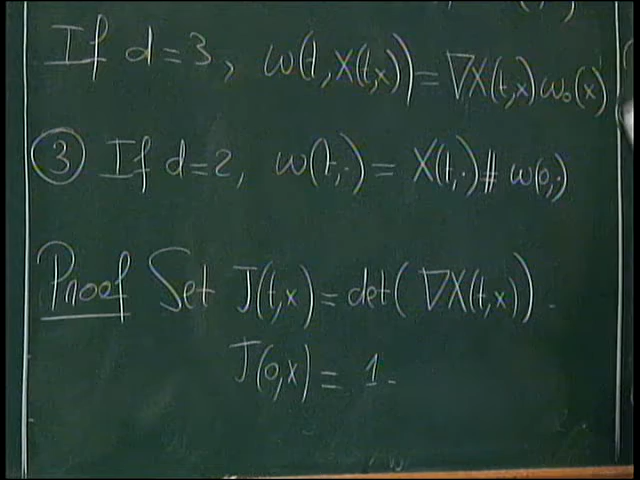 If d=3, ω(t,X(t,x))=∇X(t,x)ω₀(x)
③ If d=2, ω(t,·)= X(t,·)# ω(0,·)
Proof Set J(t,x)=det(∇X(t,x)).
J(0,x)= 1.